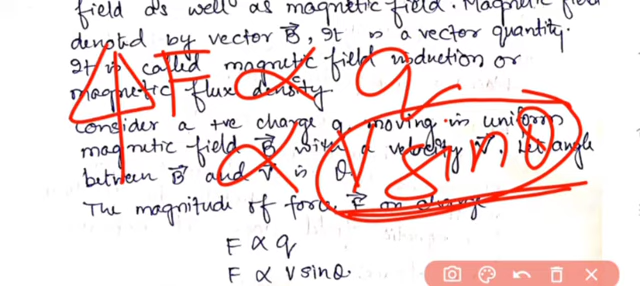 field as well as magnetic field. Magnetic field
denoted by vector B⃗, It is a vector quantity.
It is called magnetic field induction or
magnetic flux density
F ∝ q
Consider a +ve charge q moving in uniform
magnetic field B⃗ with a velocity V⃗. Let angle
between B⃗ and V⃗ is θ
∝ V sinθ
The magnitude of force F⃗ on charge
F ∝ q
F ∝ V sinθ